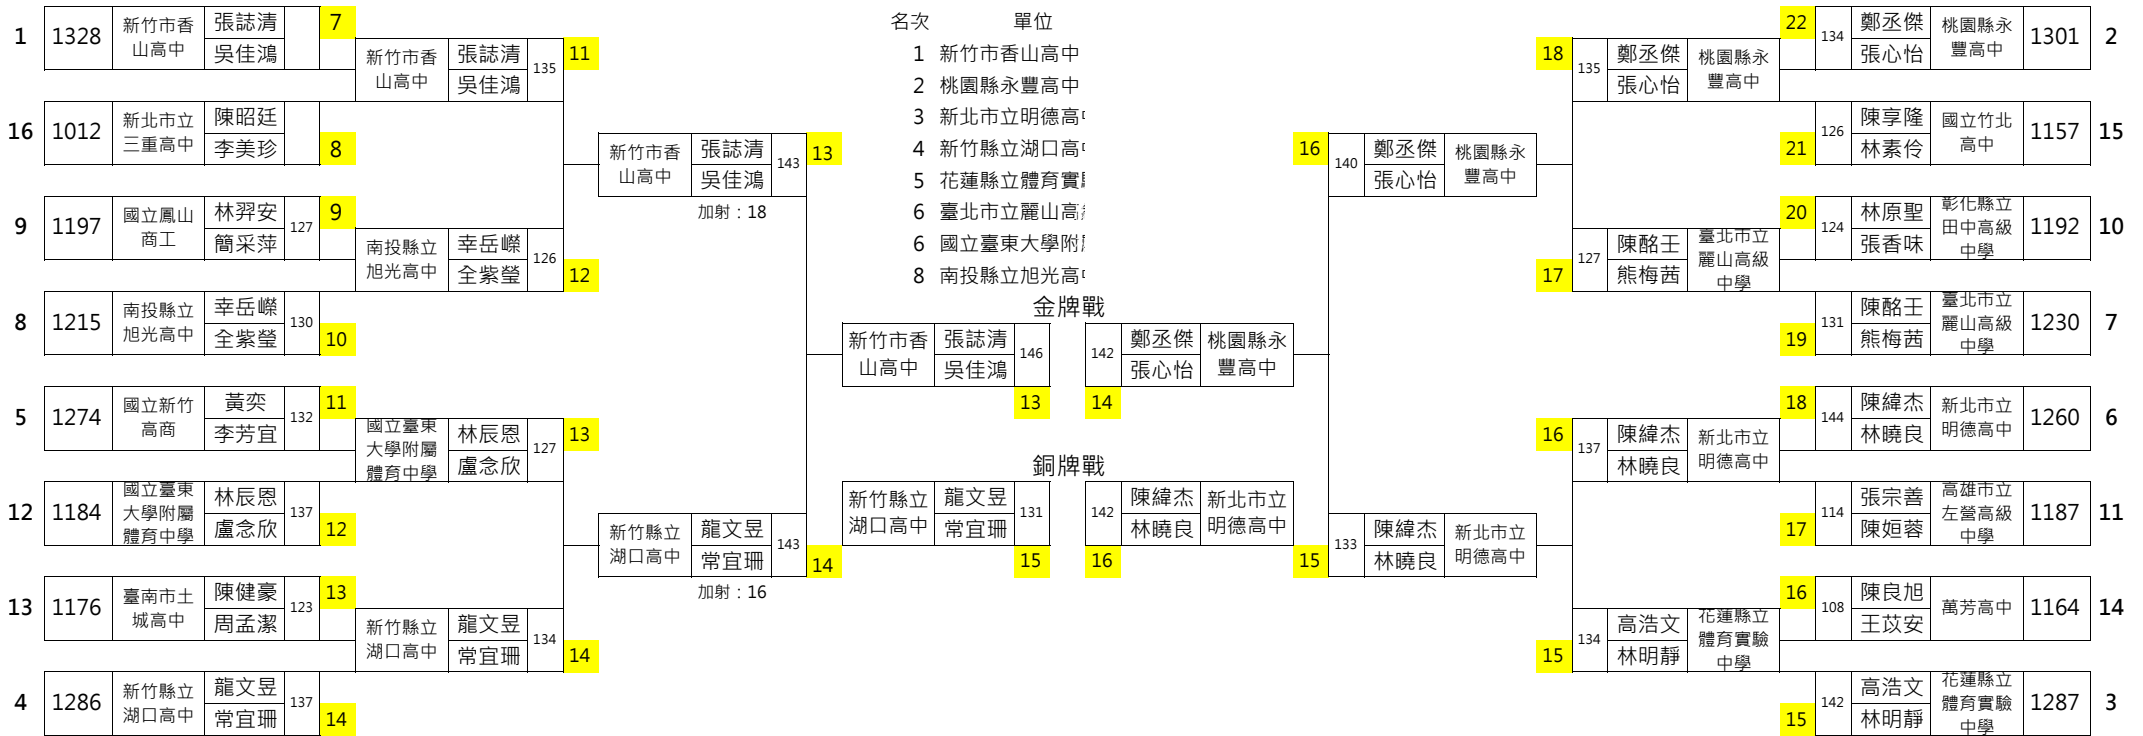 名次 單位
1 新竹市香山高中
2 桃園縣永豐高中
3 新北市立明德高
4 新竹縣立湖口高
5 花蓮縣立體育實
6 臺北市立麗山高
6 國立臺東大學附
8 南投縣立旭光高
1 1328 新竹市香 張誌清 7
山高中 吳佳鴻
16 1012 新北市立 陳昭廷
三重高中 李美珍 8
9 1197 國立鳳山 林羿安 127 9
商工 簡采萍
8 1215 南投縣立 幸岳嶸 130
旭光高中 全紫瑩 10
5 1274 國立新竹 黃奕 132 11
高商 李芳宜
12 1184 國立臺東
大學附屬 林辰恩 137
體育中學 盧念欣 12
13 1176 臺南市土 陳健豪 123 13
城高中 周孟潔
4 1286 新竹縣立 龍文昱 137
湖口高中 常宜珊 14
新竹市香 張誌清 135 11
山高中 吳佳鴻
南投縣立 幸岳嶸 126
旭光高中 全紫瑩 12
國立臺東
大學附屬 林辰恩 127 13
體育中學 盧念欣
新竹縣立 龍文昱 134
湖口高中 常宜珊 14
新竹市香 張誌清 143 13
山高中 吳佳鴻
加射：18
新竹縣立 龍文昱 143
湖口高中 常宜珊 14
加射：16
金牌戰
新竹市香 張誌清 146
山高中 吳佳鴻
13
142 鄭丞傑 桃園縣永
張心怡 豐高中
14
銅牌戰
新竹縣立 龍文昱 131
湖口高中 常宜珊
15
142 陳緯杰 新北市立
林曉良 明德高中
16
16 140 鄭丞傑 桃園縣永
張心怡 豐高中
133 陳緯杰 新北市立
15 林曉良 明德高中
18 135 鄭丞傑 桃園縣永
張心怡 豐高中
127 陳酩壬 臺北市立
熊梅茜 麗山高級
17 中學
16 137 陳緯杰 新北市立
林曉良 明德高中
134 高浩文 花蓮縣立
林明靜 體育實驗
15 中學
22 134 鄭丞傑 桃園縣永 1301 2
張心怡 豐高中
126 陳享隆 國立竹北 1157 15
21 林素伶 高中
20 124 林原聖 彰化縣立 1192 10
張香味 田中高級
中學
131 陳酩壬 臺北市立 1230 7
熊梅茜 麗山高級
19 中學
18 144 陳緯杰 新北市立 1260 6
林曉良 明德高中
114 張宗善 高雄市立 1187 11
陳姮蓉 左營高級
17 中學
16 108 陳良旭 萬芳高中 1164 14
王苡安
142 高浩文 花蓮縣立 1287 3
林明靜 體育實驗
15 中學